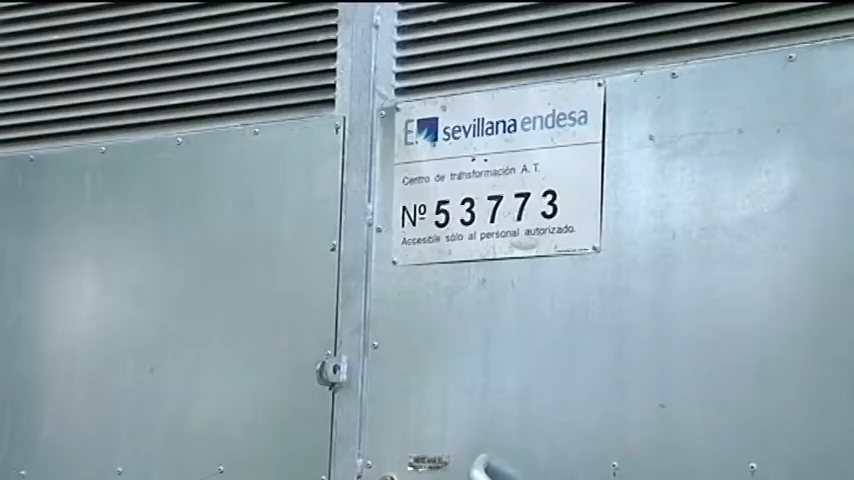 E. sevillana endesa
Centro de transformación A.T.
Nº 53773
Accesible sólo al personal autorizado.